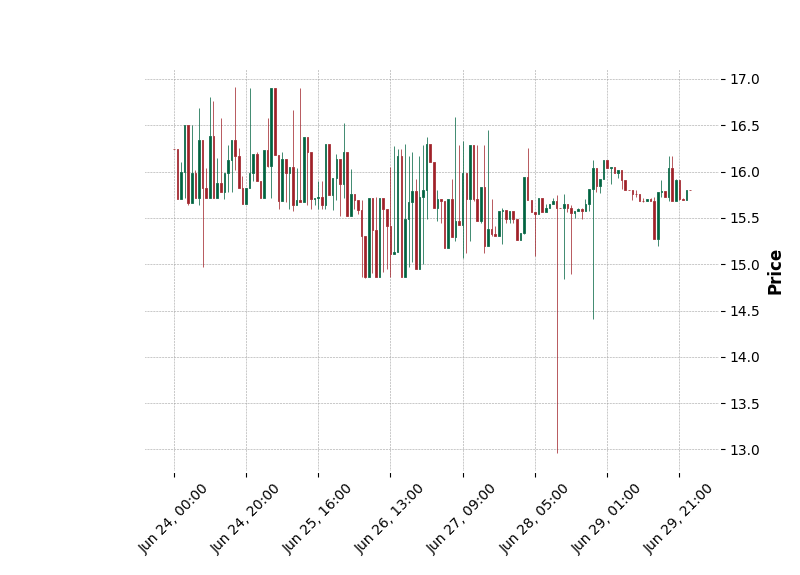 17.0
16.5
16.0
15.5
15.0
14.5
14.0
13.5
13.0
Price
Jun 24, 00:00
Jun 24, 20:00
Jun 25, 16:00
Jun 26, 13:00
Jun 27, 09:00
Jun 28, 05:00
Jun 29, 01:00
Jun 29, 21:00